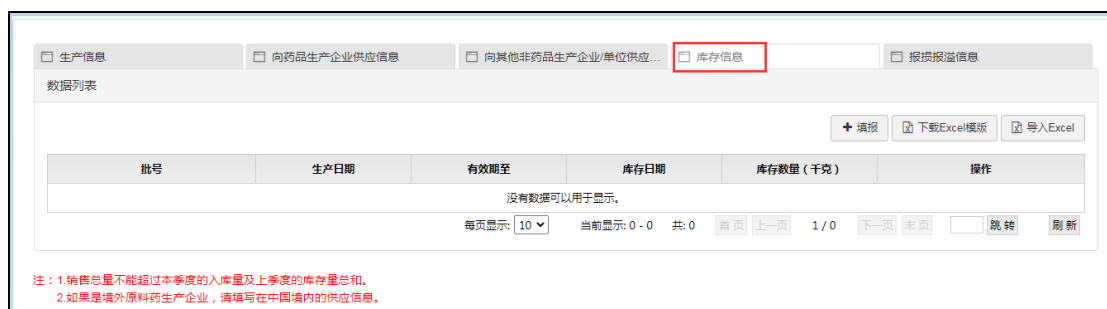 生产信息 向药品生产企业供应信息 向其他非药品生产企业/单位供应... 库存信息 报损报溢信息
数据列表
填报 下载Excel模版 导入Excel
批号 生产日期 有效期至 库存日期 库存数量(千克) 操作
没有数据可以用于显示。
每页显示: 10 当前显示: 0 - 0 共: 0 首 页 上一页 1 / 0 下一页 末 页 跳 转 刷 新
注:1.销售总量不能超过本季度的入库量及上季度的库存量总和。
2.如果是境外原料药生产企业,请填写在中国境内的供应信息。